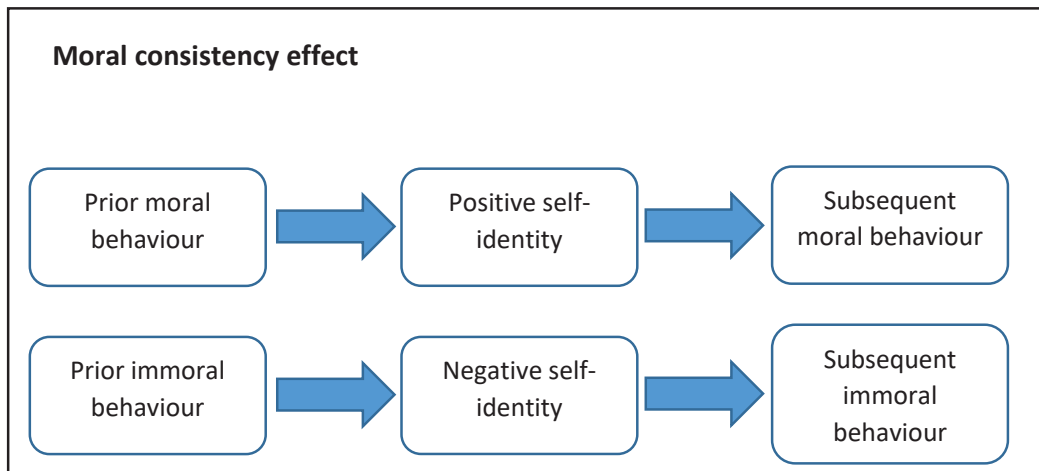 Moral consistency effect
Prior moral
behaviour
Positive self-
identity
Subsequent
moral behaviour
Prior immoral
behaviour
Negative self-
identity
Subsequent
immoral
behaviour